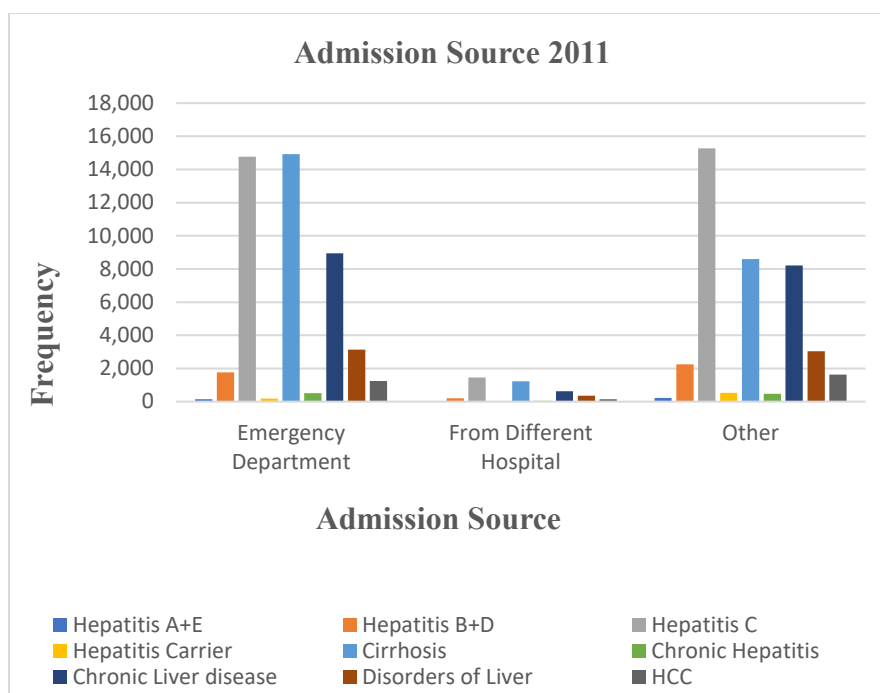 Admission Source 2011
18,000
16,000
14,000
12,000
10,000
8,000
6,000
4,000
2,000
0
Frequency
Emergency
Department
From Different
Hospital
Other
Admission Source
Hepatitis A+E
Hepatitis B+D
Hepatitis C
Hepatitis Carrier
Cirrhosis
Chronic Hepatitis
Chronic Liver disease
Disorders of Liver
HCC